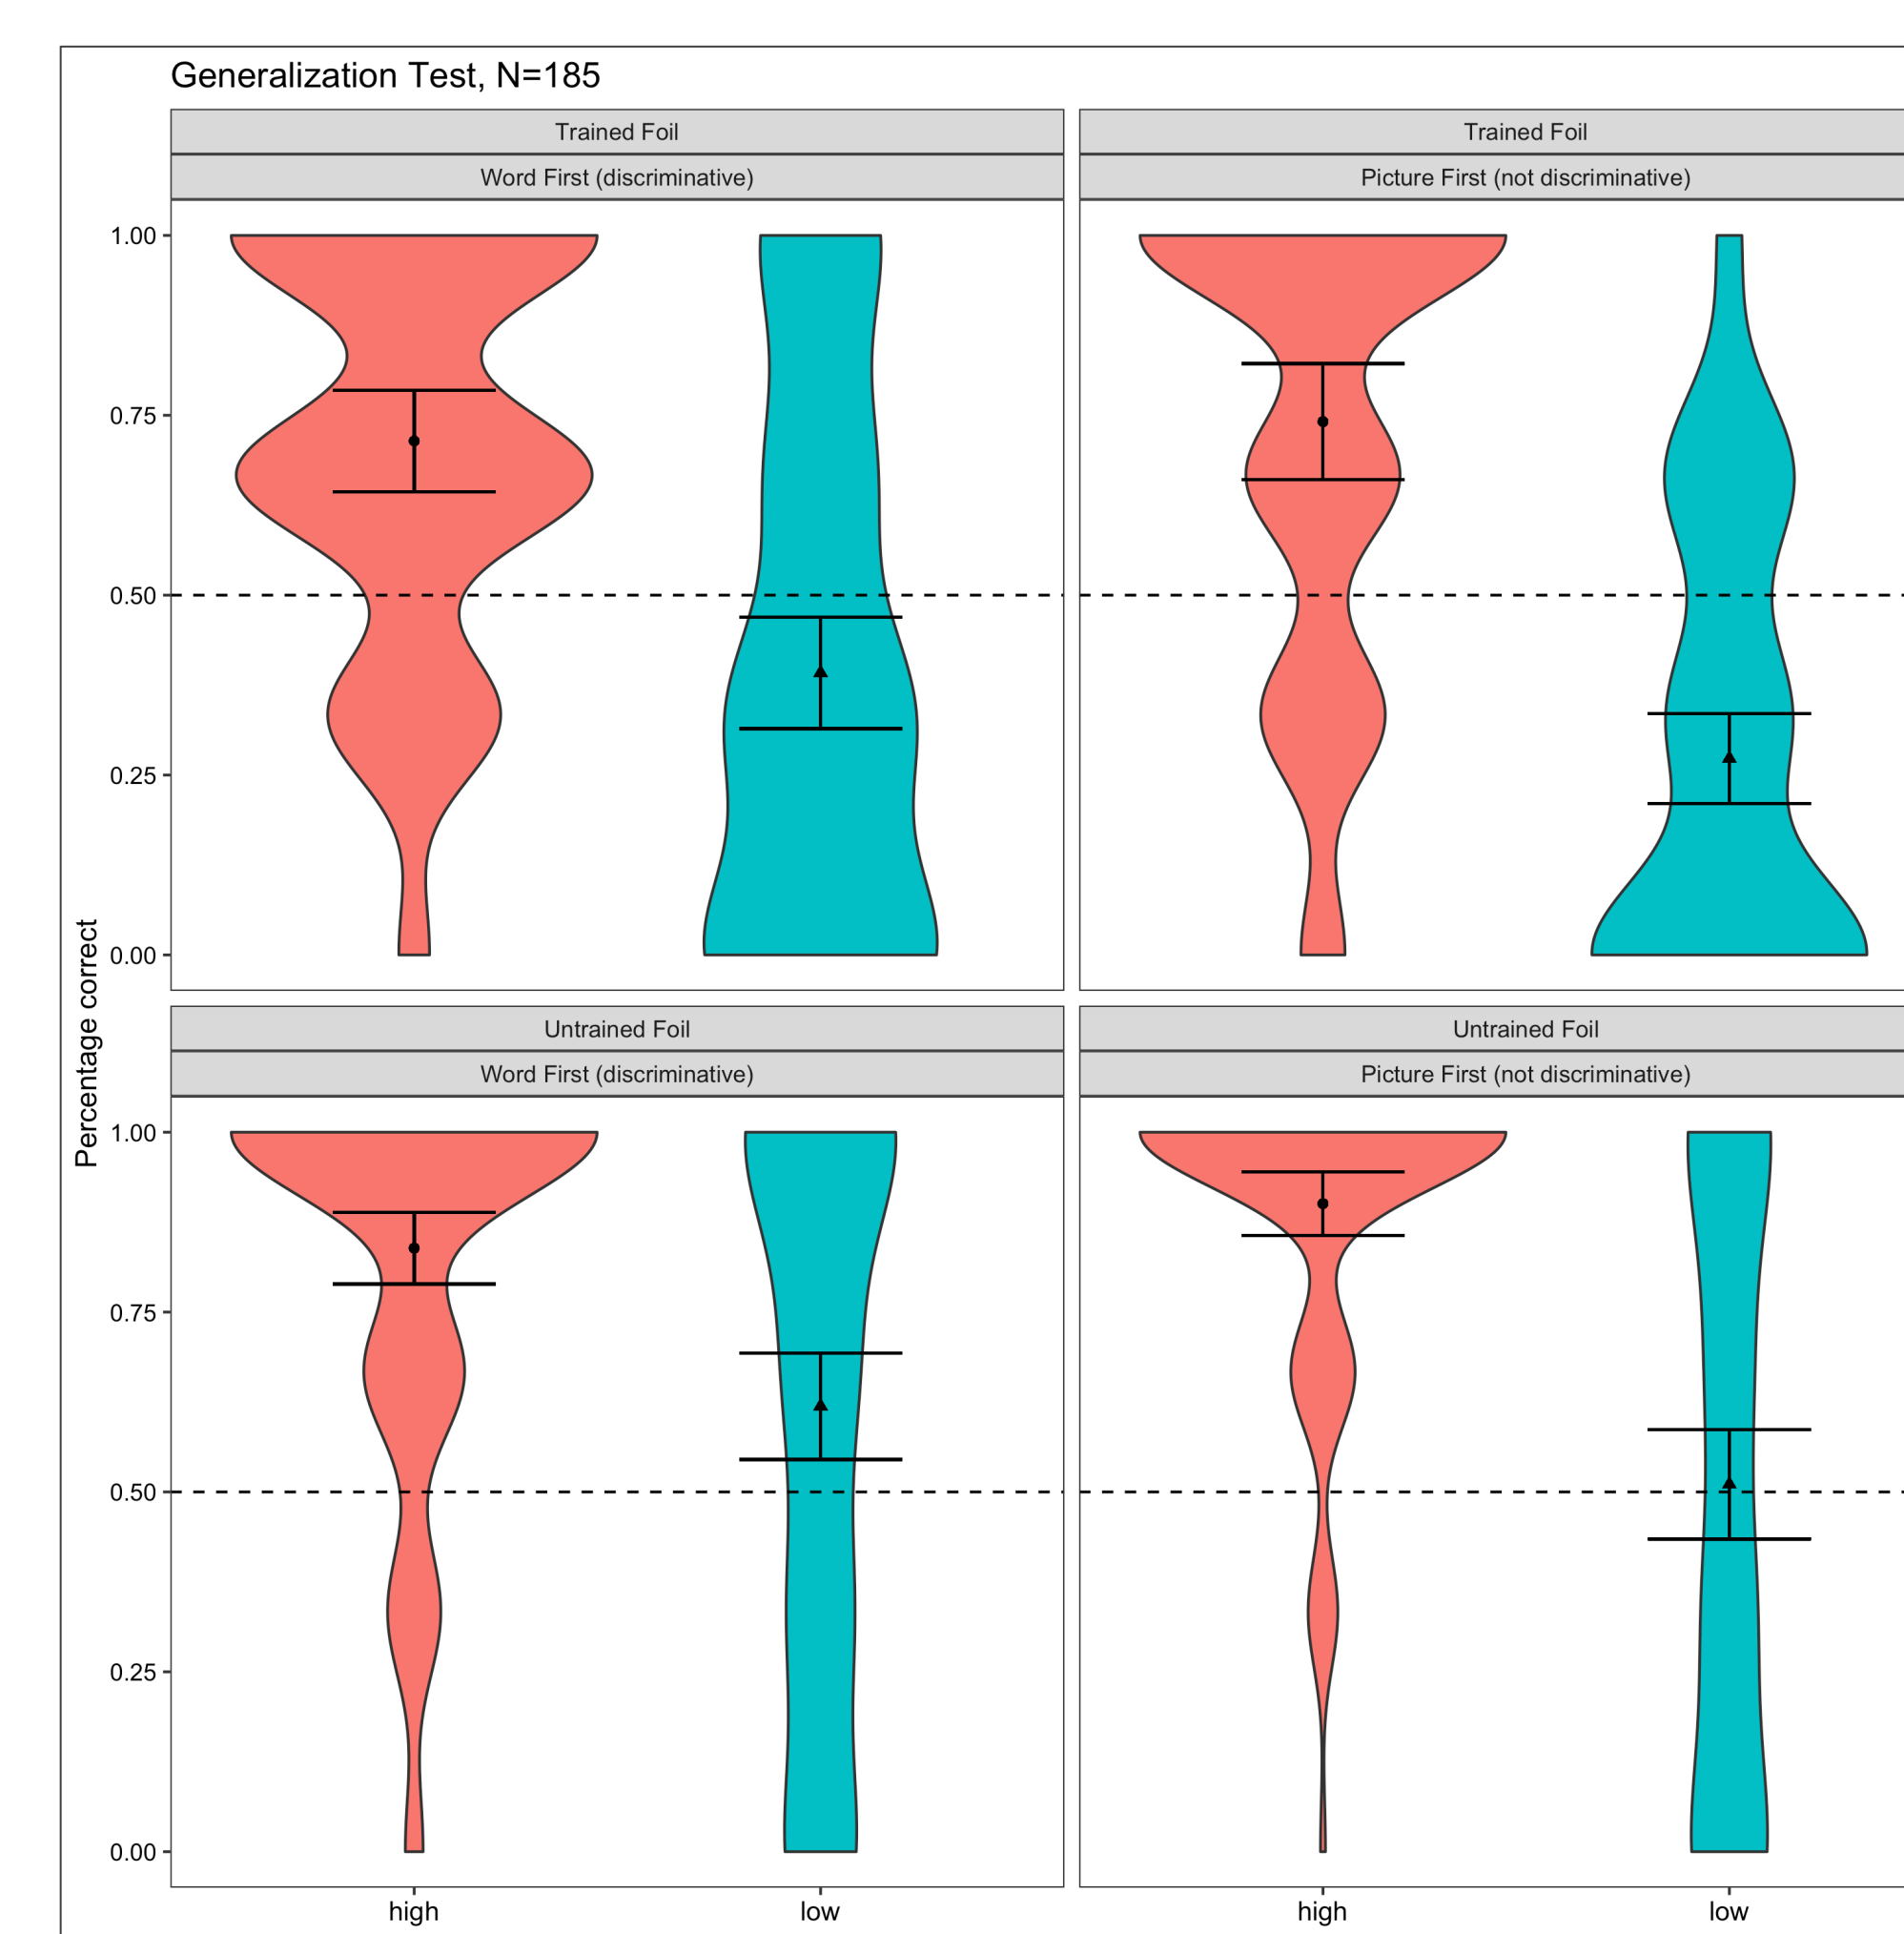 Generalization Test, N=185
Trained Foil
Word First (discriminative)
Trained Foil
Picture First (not discriminative)
1.00
0.75
0.50
0.25
0.00
Percentage correct
Untrained Foil
Word First (discriminative)
Untrained Foil
Picture First (not discriminative)
1.00
0.75
0.50
0.25
0.00
high
low
high
low